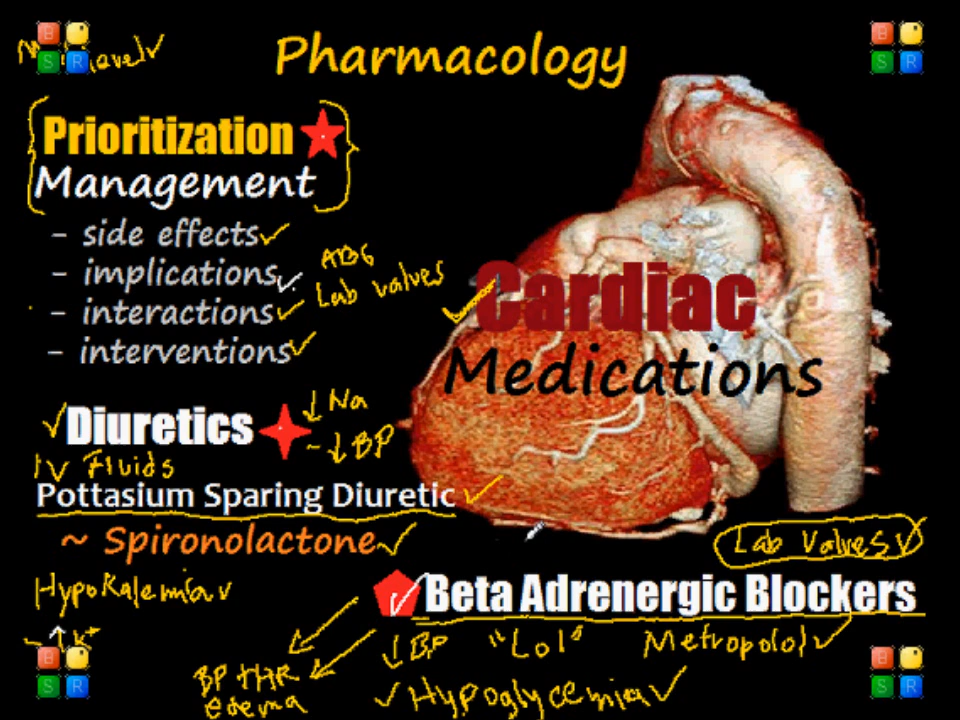 Pharmacology
Prioritization
Management
- side effects
- implications
- interactions
- interventions
ABG
Lab values
Cardiac
Medications
Diuretics
↓ Na
- ↓ BP
IV Fluids
Pottasium Sparing Diuretic
~ Spironolactone
Lab Values
HypoKalemia
- ↑ K+
Beta Adrenergic Blockers
↓ BP "Lol" Metropolol
BP + HR
edema
Hypoglycemia
B
S R
B
S R
B
S R
B
S R